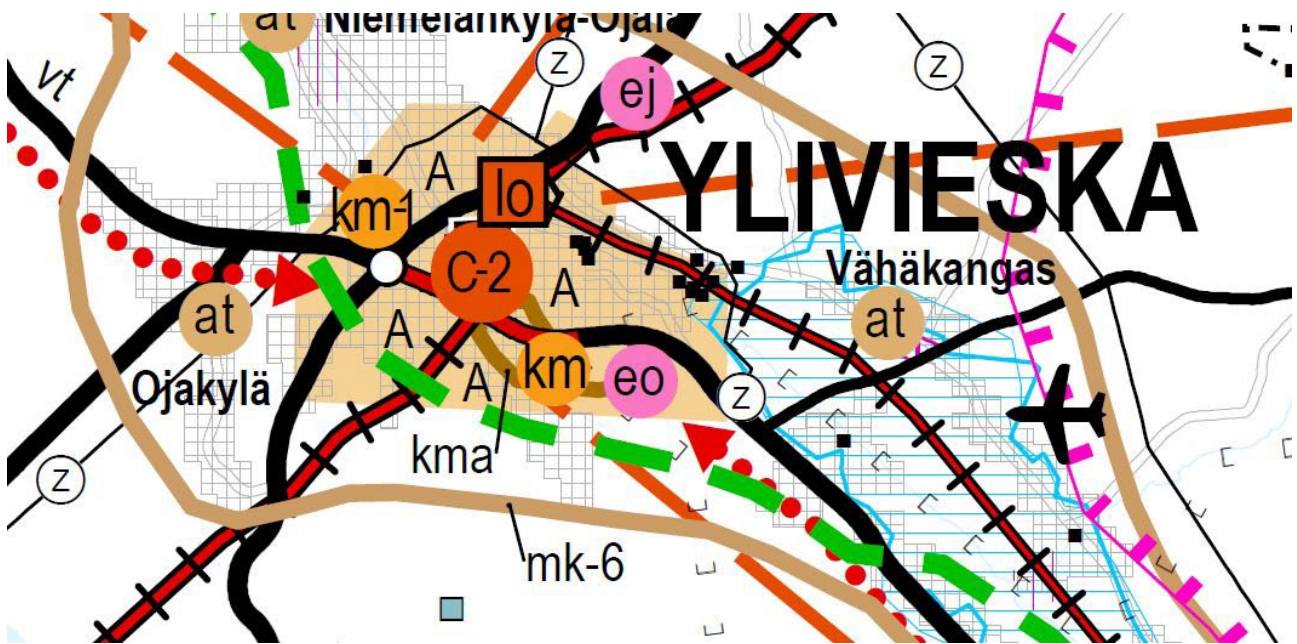 at
Niemelänkylä-Ojala
vt
z
ej
z
YLIVIESKA
A
lo
km-1
C-2
A
Vähäkangas
at
at
A
Ojakylä
A
km
eo
z
kma
z
mk-6